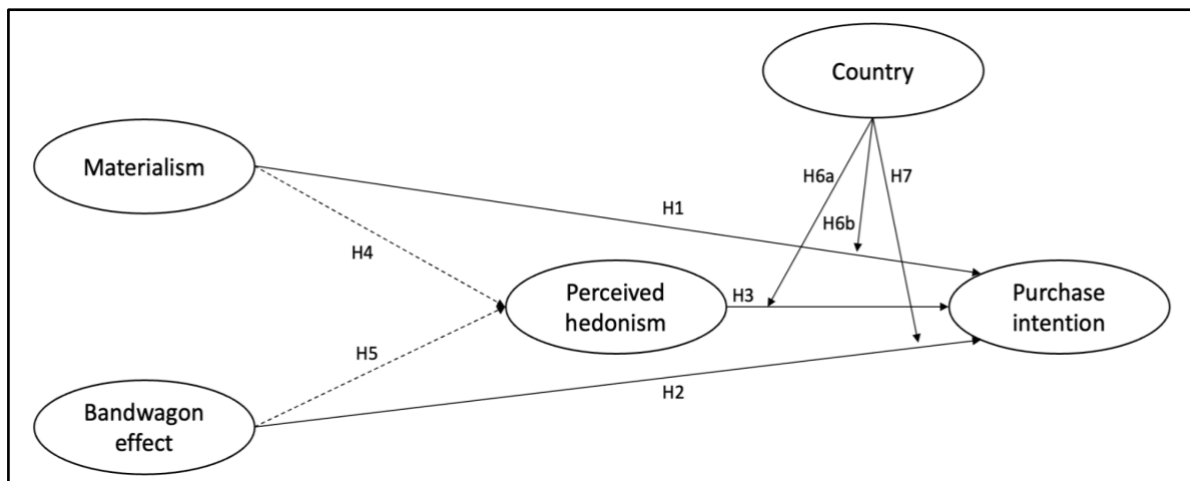 Country
Materialism
H6a
H7
H1
H6b
H4
Perceived
hedonism
H3
Purchase
intention
H5
H2
Bandwagon
effect